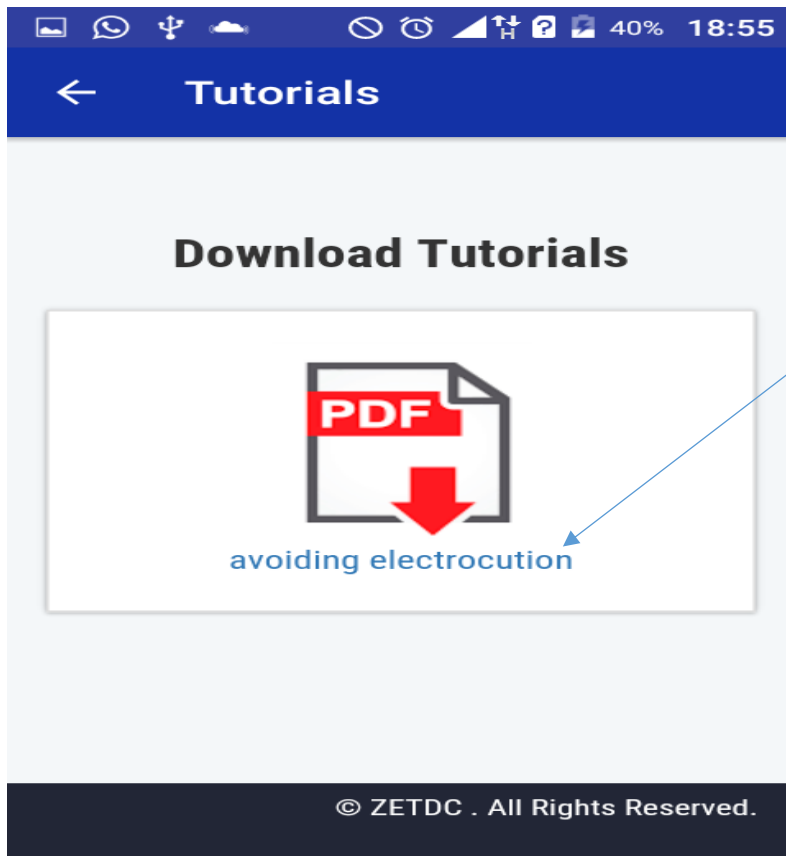 40% 18:55
Tutorials
Download Tutorials
PDF
avoiding electrocution
© ZETDC . All Rights Reserved.